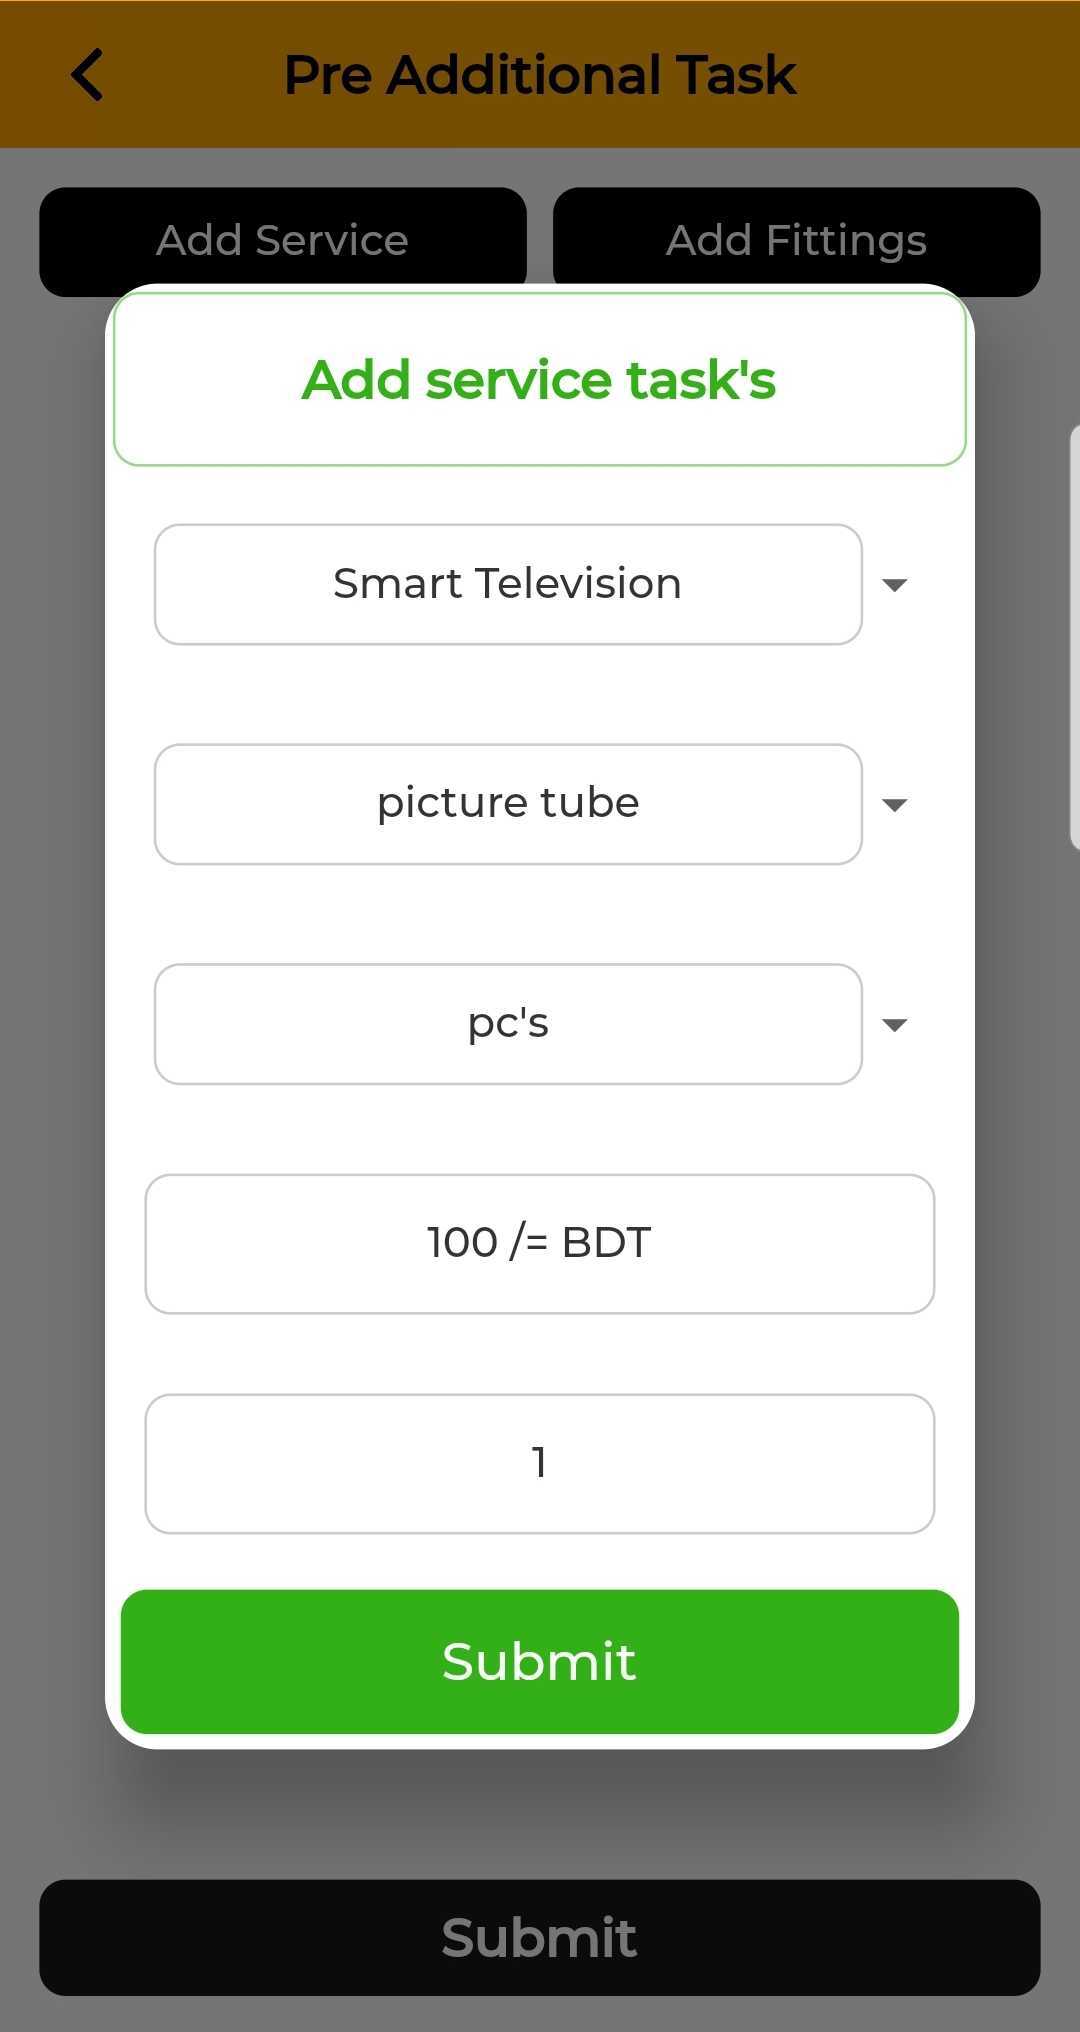 Pre Additional Task
Add Service
Add Fittings
Add service task's
Smart Television
picture tube
pc's
100 /= BDT
1
Submit
Submit